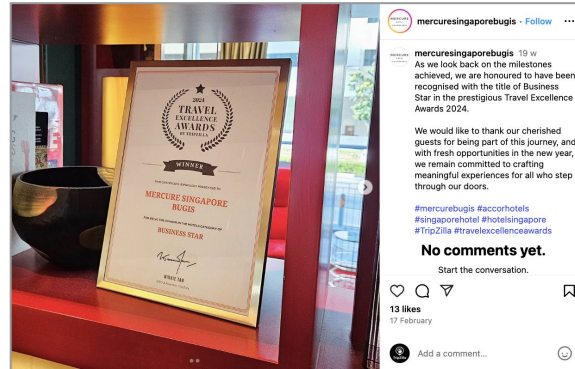 2024
TRAVEL
EXCELLENCE
AWARDS
BY TRIPZILLA
WINNER
MERCURE SINGAPORE
BUGIS
BUSINESS STAR
WINNIE TAN
mercuresingaporebugis • Follow ...
mercuresingaporebugis 19 w
As we look back on the milestones
achieved, we are honoured to have been
recognised with the title of Business
Star in the prestigious Travel Excellence
Awards 2024.
We would like to thank our cherished
guests for being part of this journey, and
with fresh opportunities in the new year,
we remain committed to crafting
meaningful experiences for all who step
through our doors.
#mercurebugis #accorhotels
#singaporehotel #hotelsingapore
#TripZilla #travelexcellenceawards
No comments yet.
Start the conversation.
13 likes
17 February
TripZilla
Add a comment...